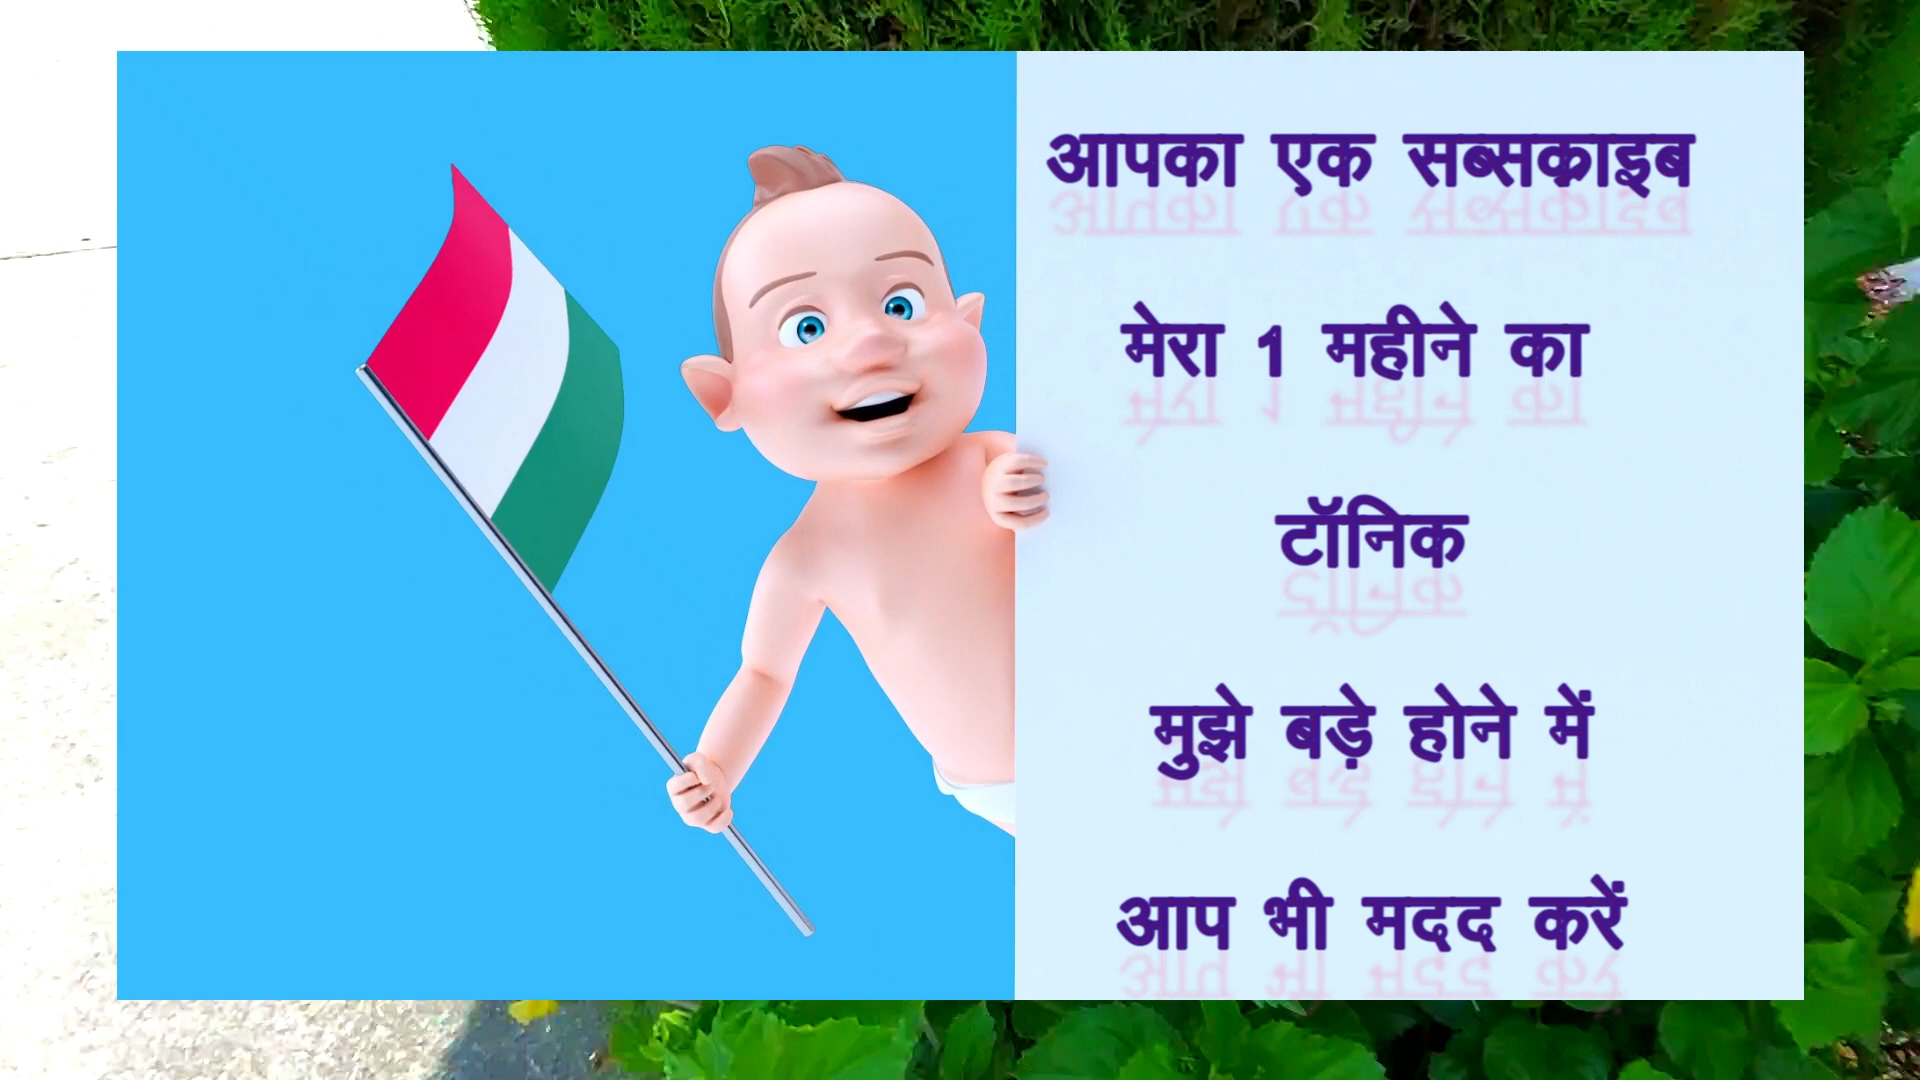 आपका एक सब्सक्राइब
मेरा 1 महीने का
टॉनिक
मुझे बड़े होने में
आप भी मदद करें